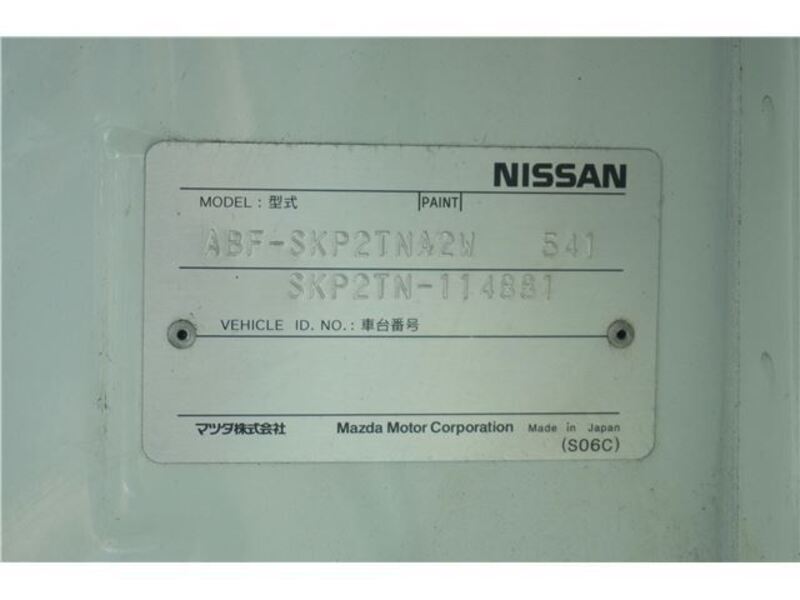 NISSAN
MODEL : 型式 |PAINT|
ABF-SKP2TNA2W 541
SKP2TN-114881
VEHICLE ID. NO. : 車台番号
マツダ株式会社 Mazda Motor Corporation Made in Japan
(S06C)